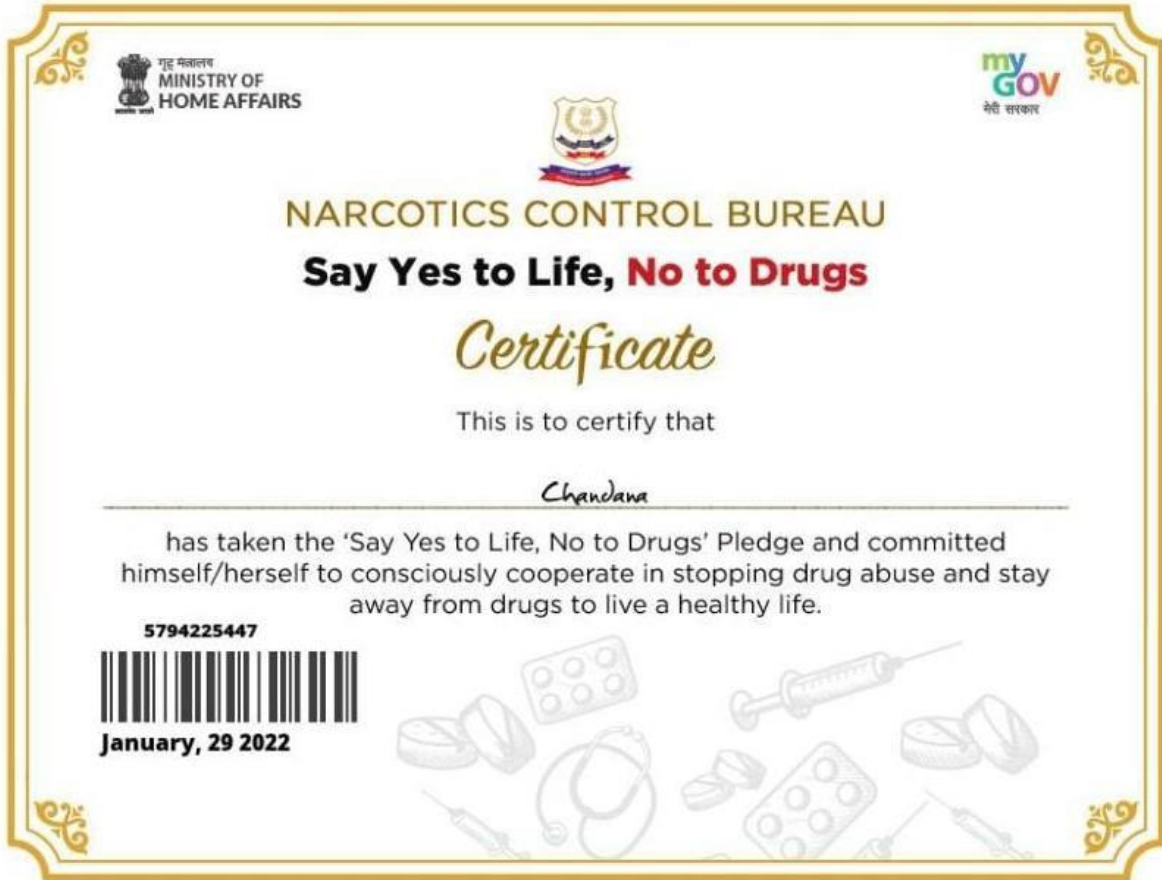 गृह मंत्रालय
MINISTRY OF
HOME AFFAIRS
my
GOV
मेरी सरकार
NARCOTICS CONTROL BUREAU
Say Yes to Life, No to Drugs
Certificate
This is to certify that
Chandana
has taken the ‘Say Yes to Life, No to Drugs’ Pledge and committed
himself/herself to consciously cooperate in stopping drug abuse and stay
away from drugs to live a healthy life.
5794225447
January, 29 2022